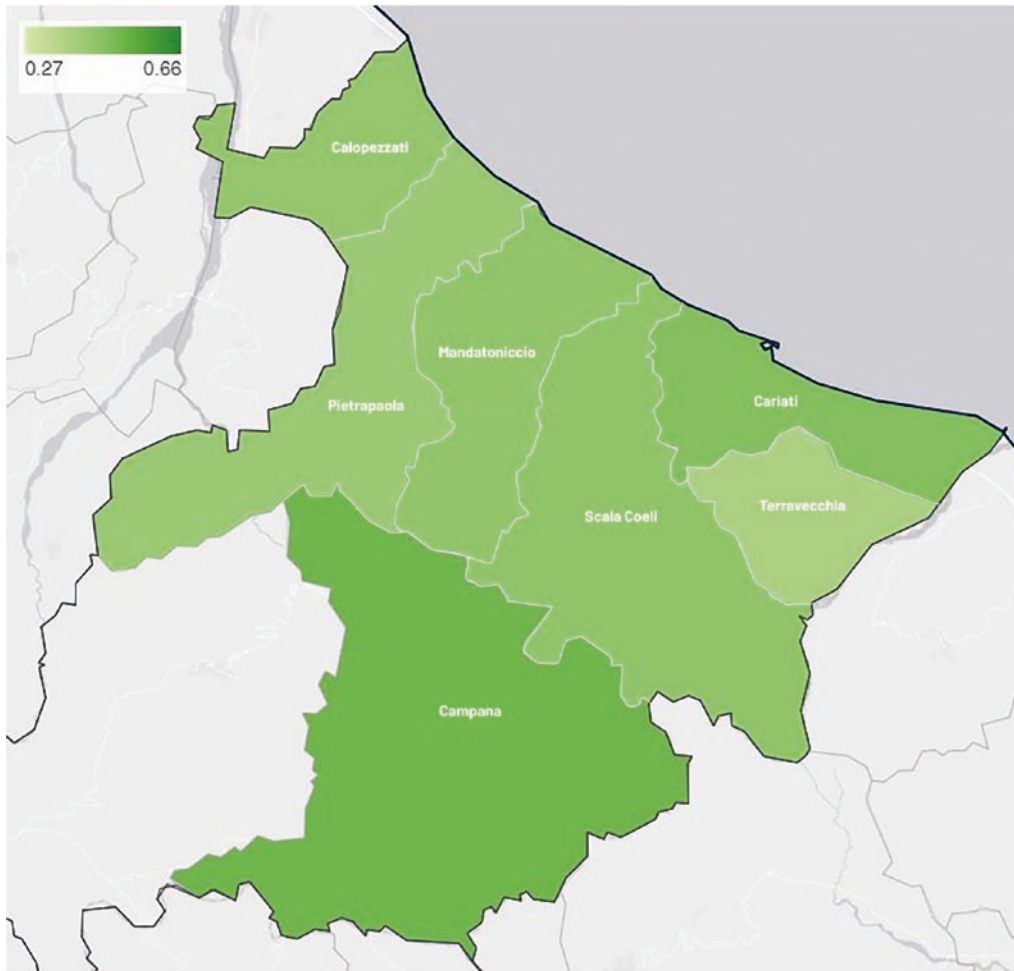 0.27 0.66
Calopezzati
Mandatoniccio
Pietrapaola
Cariati
Terravecchia
Scala Coeli
Campana